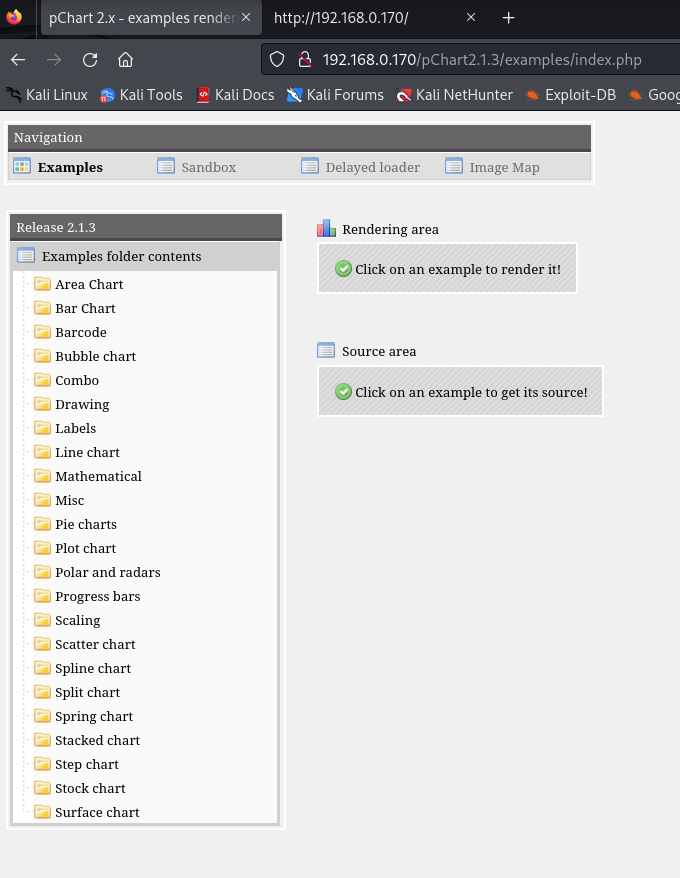 pChart 2.x - examples render
http://192.168.0.170/
192.168.0.170/pChart2.1.3/examples/index.php
Kali Linux Kali Tools Kali Docs Kali Forums Kali NetHunter Exploit-DB Goog
Navigation
Examples Sandbox Delayed loader Image Map
Release 2.1.3
Examples folder contents
Area Chart
Bar Chart
Barcode
Bubble chart
Combo
Drawing
Labels
Line chart
Mathematical
Misc
Pie charts
Plot chart
Polar and radars
Progress bars
Scaling
Scatter chart
Spline chart
Split chart
Spring chart
Stacked chart
Step chart
Stock chart
Surface chart
Rendering area
Click on an example to render it!
Source area
Click on an example to get its source!